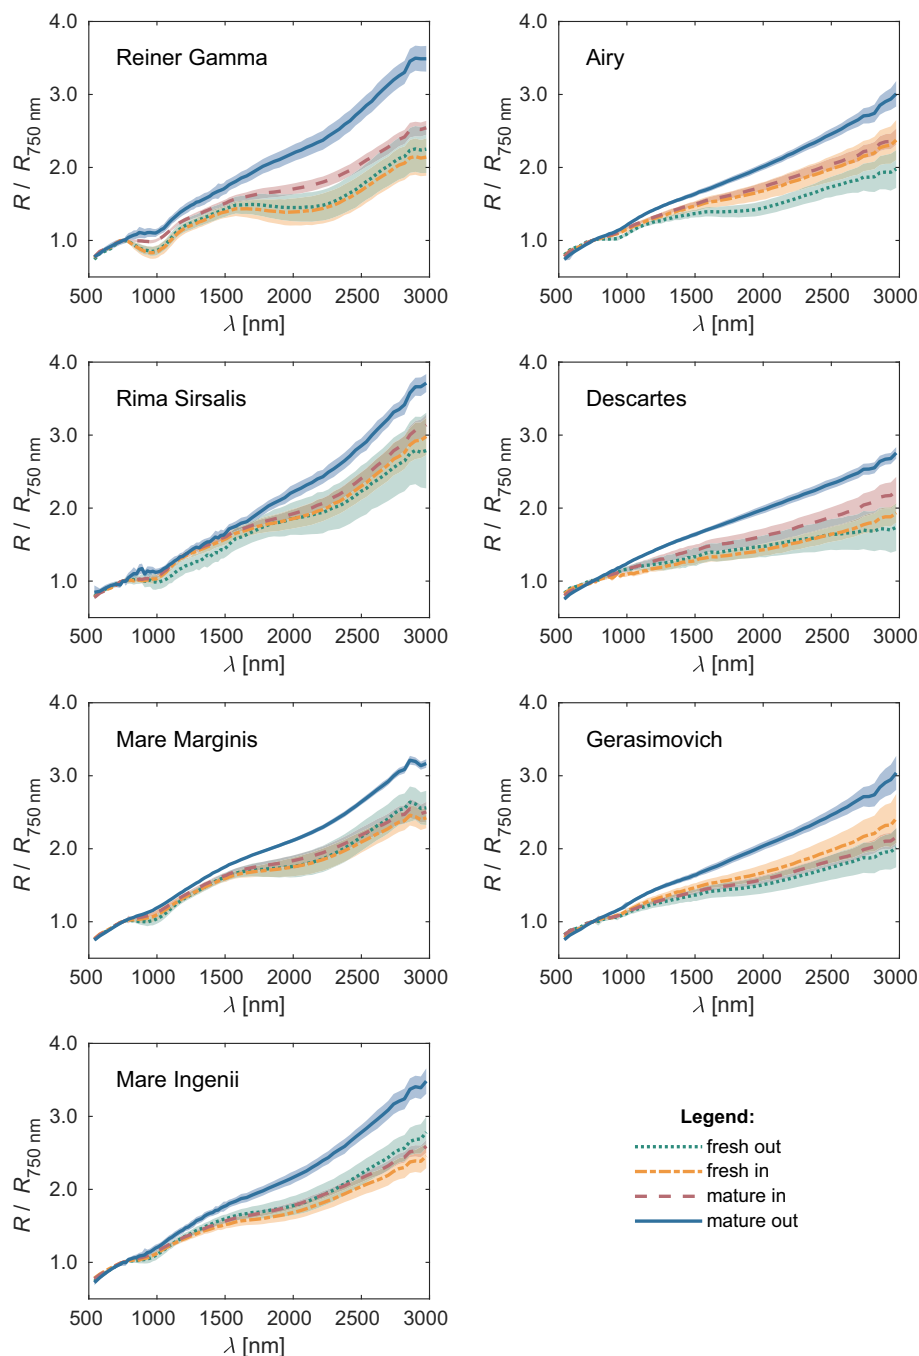 Reiner Gamma
4.0
3.0
2.0
1.0
R / R750 nm
500 1000 1500 2000 2500 3000
λ [nm]
Airy
4.0
3.0
2.0
1.0
R / R750 nm
500 1000 1500 2000 2500 3000
λ [nm]
Rima Sirsalis
4.0
3.0
2.0
1.0
R / R750 nm
500 1000 1500 2000 2500 3000
λ [nm]
Descartes
4.0
3.0
2.0
1.0
R / R750 nm
500 1000 1500 2000 2500 3000
λ [nm]
Mare Marginis
4.0
3.0
2.0
1.0
R / R750 nm
500 1000 1500 2000 2500 3000
λ [nm]
Gerasimovich
4.0
3.0
2.0
1.0
R / R750 nm
500 1000 1500 2000 2500 3000
λ [nm]
Mare Ingenii
4.0
3.0
2.0
1.0
R / R750 nm
500 1000 1500 2000 2500 3000
λ [nm]
Legend:
fresh out
fresh in
mature in
mature out